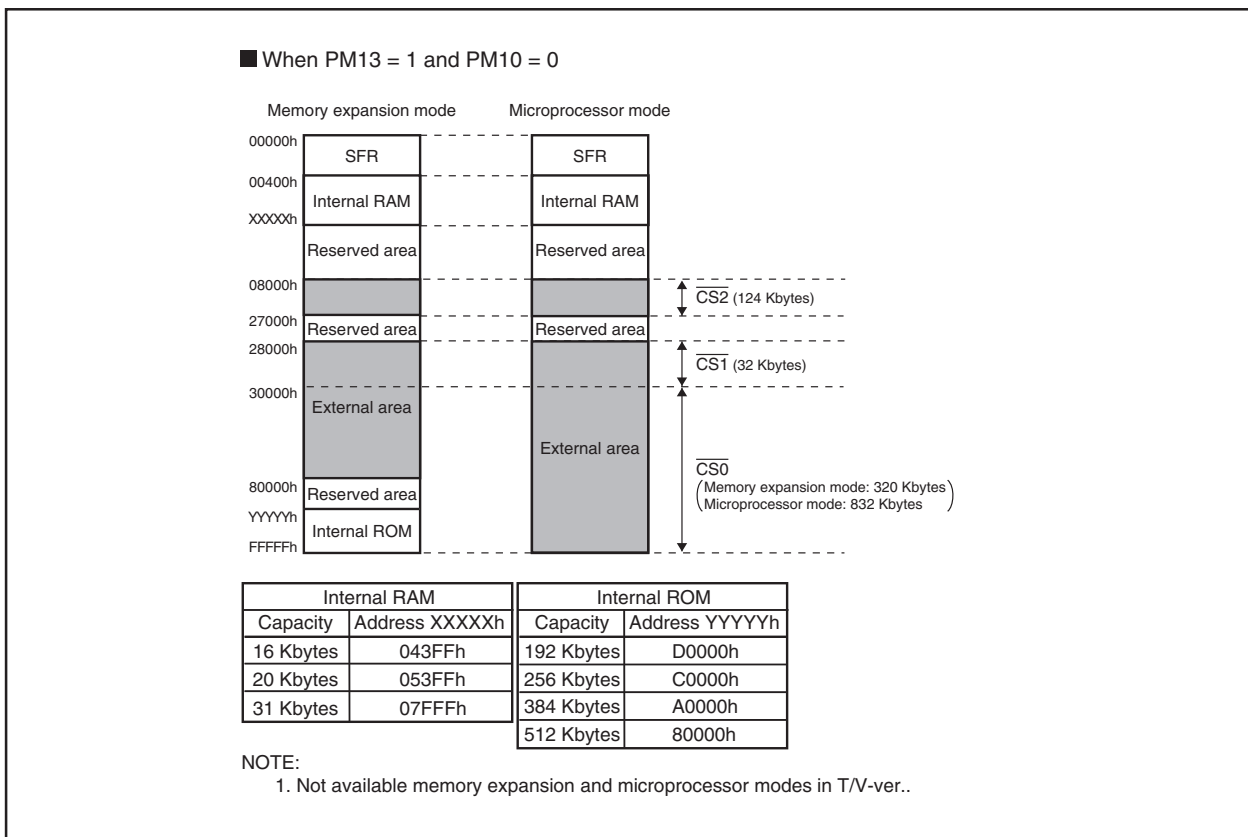 ■ When PM13 = 1 and PM10 = 0
Memory expansion mode Microprocessor mode
00000h
SFR SFR
00400h
Internal RAM Internal RAM
XXXXXh
Reserved area Reserved area
08000h
CS2 (124 Kbytes)
27000h
Reserved area Reserved area
28000h
CS1 (32 Kbytes)
30000h
External area
External area
CS0
(Memory expansion mode: 320 Kbytes
Microprocessor mode: 832 Kbytes)
80000h
Reserved area
YYYYYh
Internal ROM
FFFFFh
Internal RAM Internal ROM
Capacity Address XXXXXh Capacity Address YYYYYh
16 Kbytes 043FFh 192 Kbytes D0000h
20 Kbytes 053FFh 256 Kbytes C0000h
31 Kbytes 07FFFh 384 Kbytes A0000h
512 Kbytes 80000h
NOTE:
1. Not available memory expansion and microprocessor modes in T/V-ver..